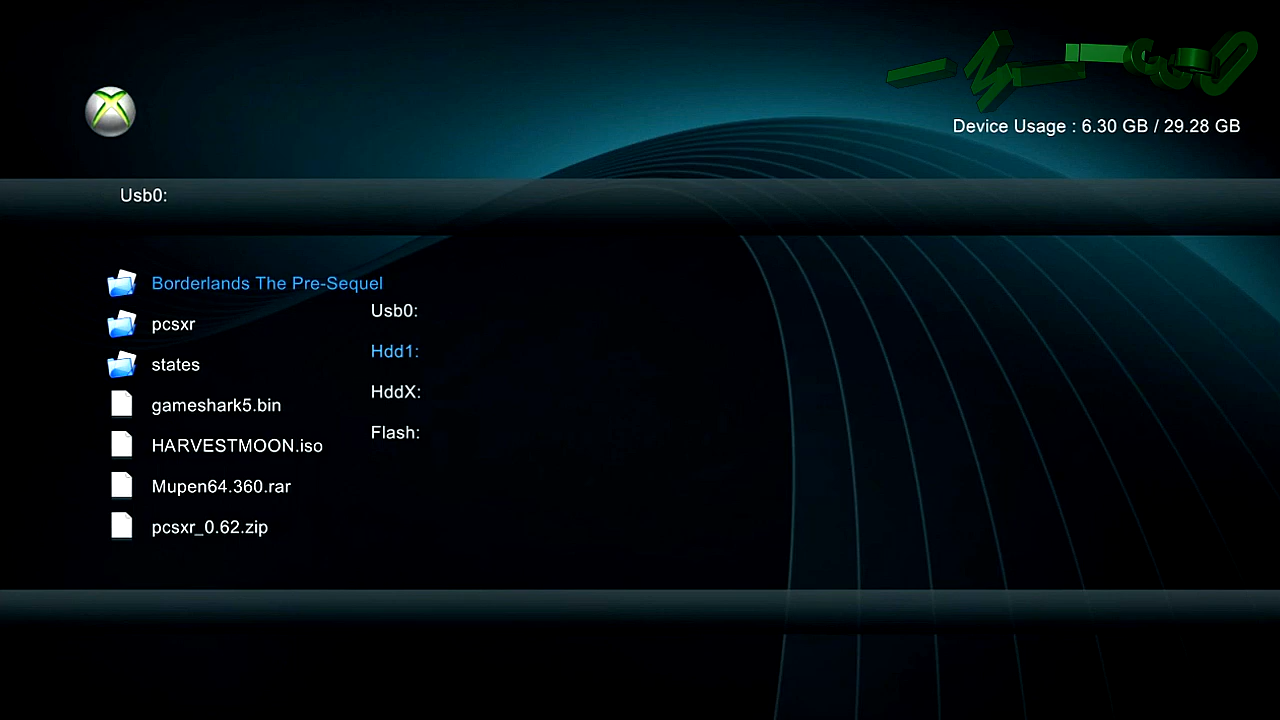 Device Usage : 6.30 GB / 29.28 GB
Usb0:
Borderlands The Pre-Sequel
Usb0:
pcsxr
Hdd1:
states
HddX:
gameshark5.bin
Flash:
HARVESTMOON.iso
Mupen64.360.rar
pcsxr_0.62.zip